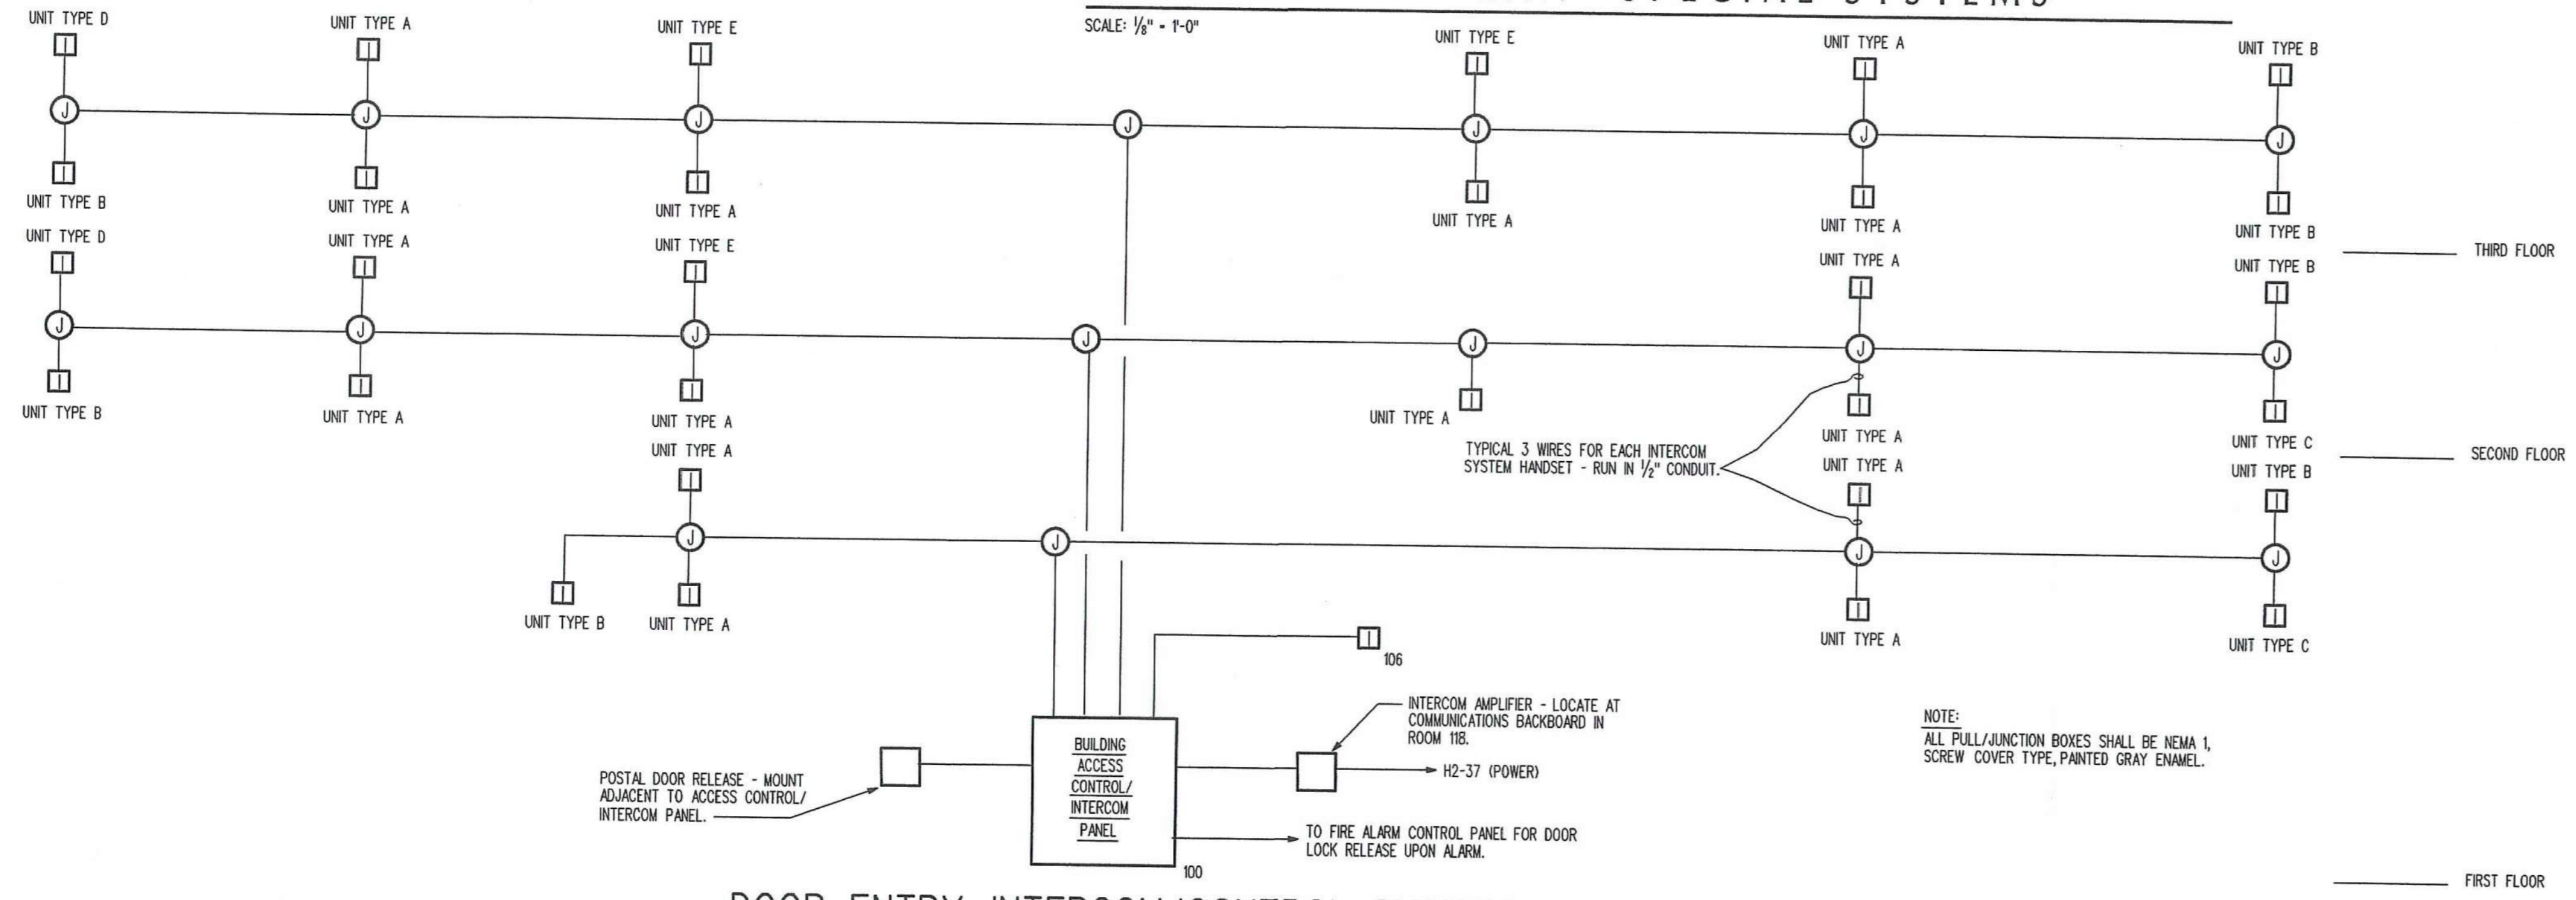 SPECIAL SYSTEMS
SCALE: 1/8" = 1'-0"
UNIT TYPE D
UNIT TYPE A
UNIT TYPE E
UNIT TYPE E
UNIT TYPE A
UNIT TYPE B
I
I
I
I
I
I
J
J
J
J
J
J
J
I
I
I
I
I
I
UNIT TYPE B
UNIT TYPE A
UNIT TYPE A
UNIT TYPE A
UNIT TYPE A
UNIT TYPE B
THIRD FLOOR
UNIT TYPE D
UNIT TYPE A
UNIT TYPE E
UNIT TYPE A
UNIT TYPE B
I
I
I
I
I
J
J
J
J
J
J
J
I
I
I
I
I
I
UNIT TYPE B
UNIT TYPE A
UNIT TYPE A
UNIT TYPE A
UNIT TYPE A
UNIT TYPE C
SECOND FLOOR
TYPICAL 3 WIRES FOR EACH INTERCOM
SYSTEM HANDSET - RUN IN 1/2" CONDUIT.
UNIT TYPE A
UNIT TYPE A
UNIT TYPE B
I
I
I
J
J
J
J
I
I
I
I
UNIT TYPE B
UNIT TYPE A
UNIT TYPE A
UNIT TYPE C
I
106
POSTAL DOOR RELEASE - MOUNT
ADJACENT TO ACCESS CONTROL/
INTERCOM PANEL.
BUILDING
ACCESS
CONTROL/
INTERCOM
PANEL
100
INTERCOM AMPLIFIER - LOCATE AT
COMMUNICATIONS BACKBOARD IN
ROOM 118.
H2-37 (POWER)
TO FIRE ALARM CONTROL PANEL FOR DOOR
LOCK RELEASE UPON ALARM.
NOTE:
ALL PULL/JUNCTION BOXES SHALL BE NEMA 1,
SCREW COVER TYPE, PAINTED GRAY ENAMEL.
FIRST FLOOR
DOOR ENTRY INTERCOM/CONTROL